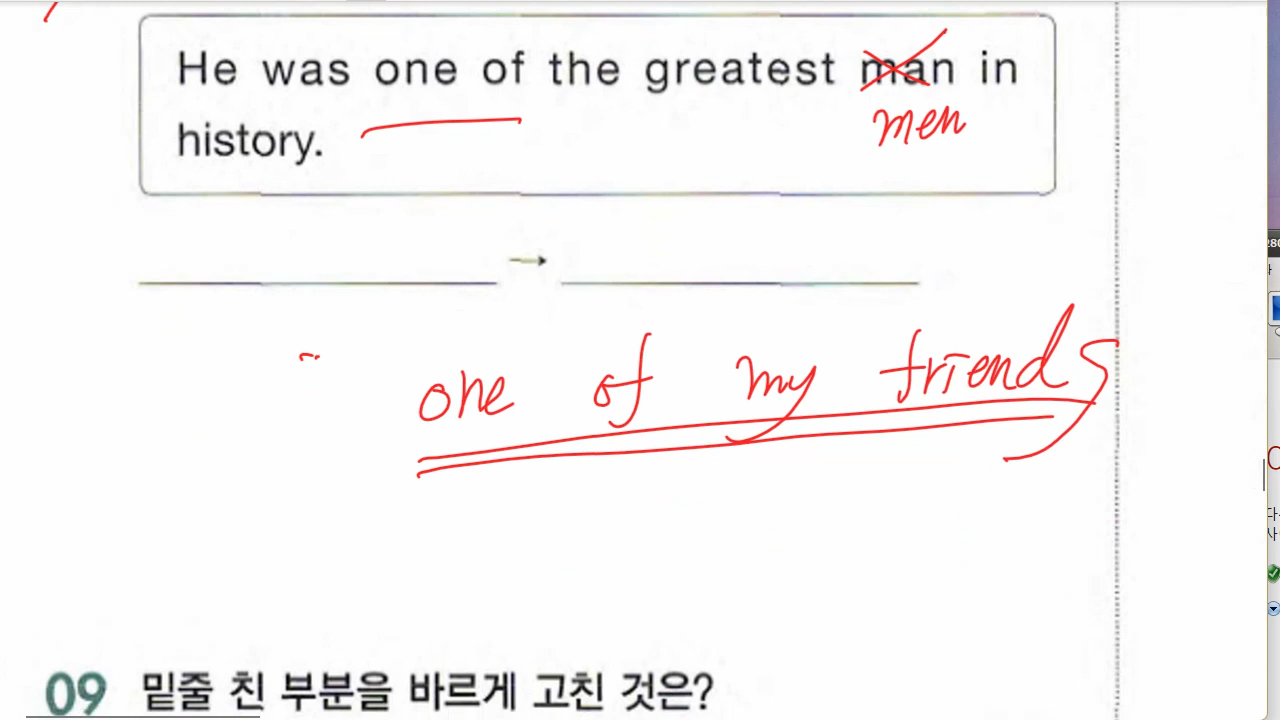 He was one of the greatest man in
men
history.
→
one of my friends
09 밑줄 친 부분을 바르게 고친 것은?